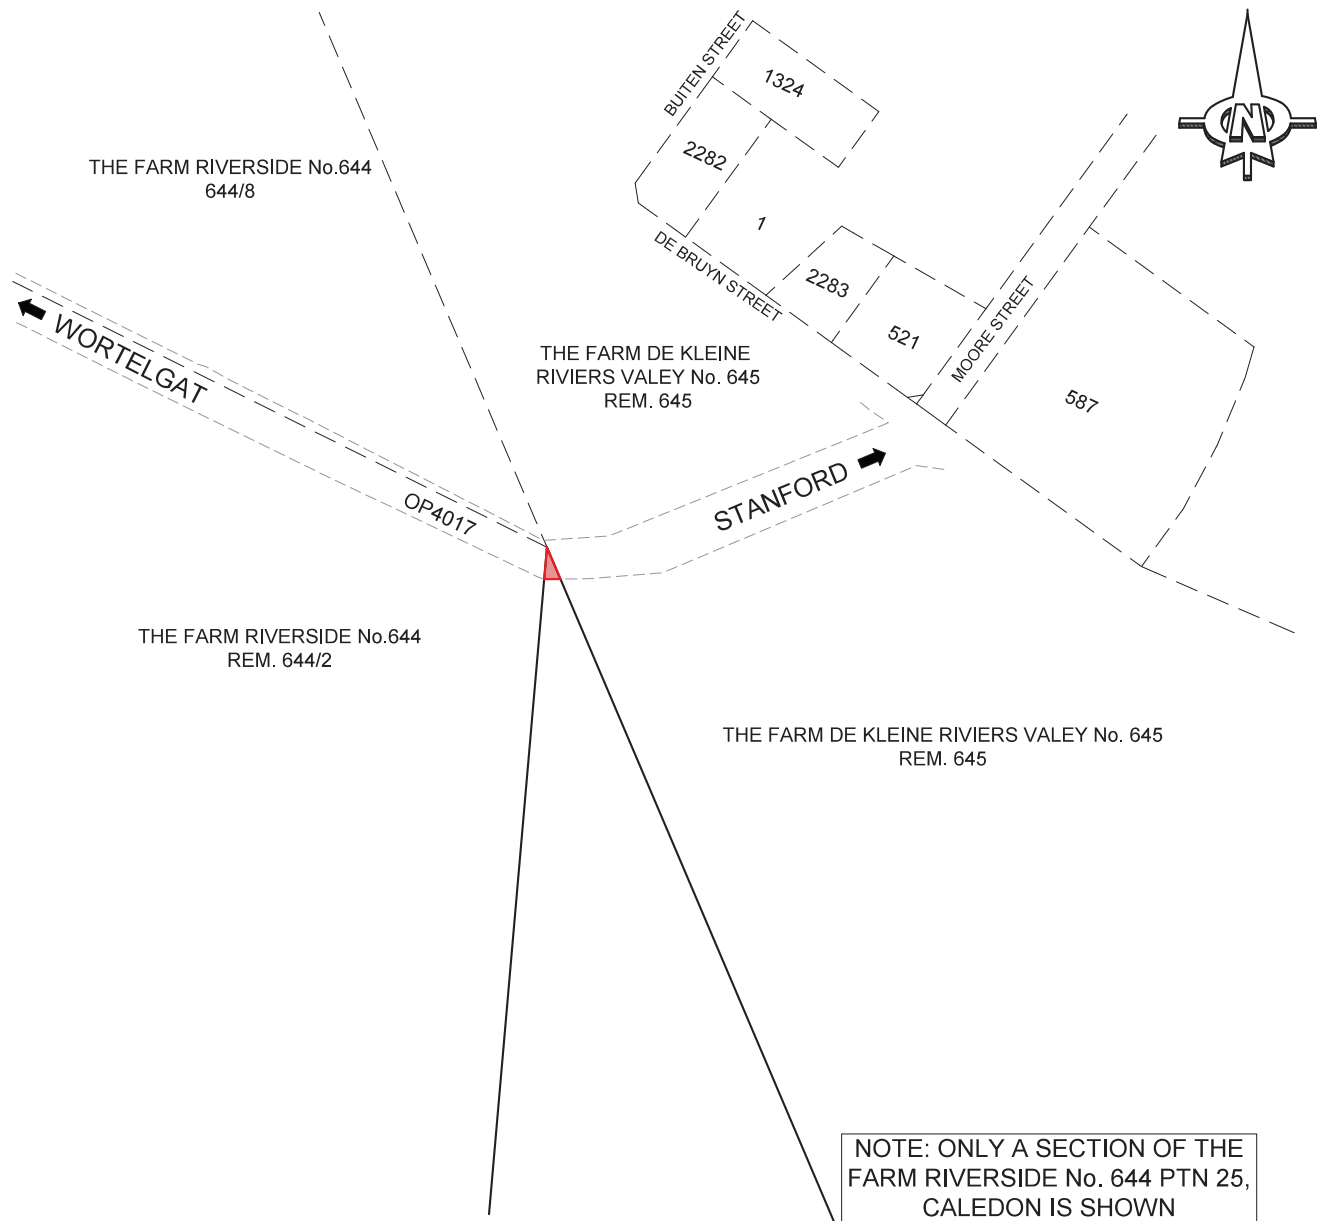 BUITEN STREET
1324
N
THE FARM RIVERSIDE No.644
644/8
2282
1
DE BRUYN STREET
2283
521
MOORE STREET
587
WORTELGAT
THE FARM DE KLEINE
RIVIERS VALEY No. 645
REM. 645
STANFORD
OP4017
THE FARM RIVERSIDE No.644
REM. 644/2
THE FARM DE KLEINE RIVIERS VALEY No. 645
REM. 645
NOTE: ONLY A SECTION OF THE
FARM RIVERSIDE No. 644 PTN 25,
CALEDON IS SHOWN